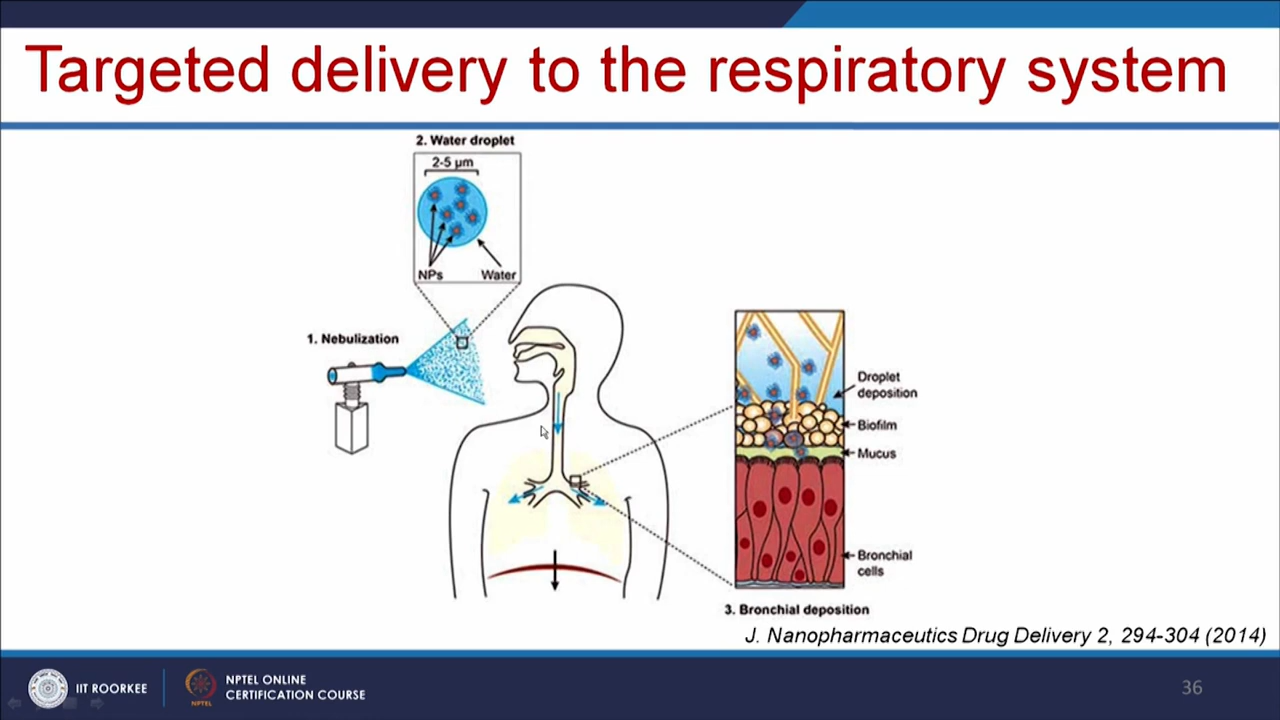 Targeted delivery to the respiratory system
2. Water droplet
2-5 µm
NPs
Water
1. Nebulization
Droplet
deposition
Biofilm
Mucus
Bronchial
cells
3. Bronchial deposition
J. Nanopharmaceutics Drug Delivery 2, 294-304 (2014)
IIT ROORKEE
NPTEL
NPTEL ONLINE
CERTIFICATION COURSE
36